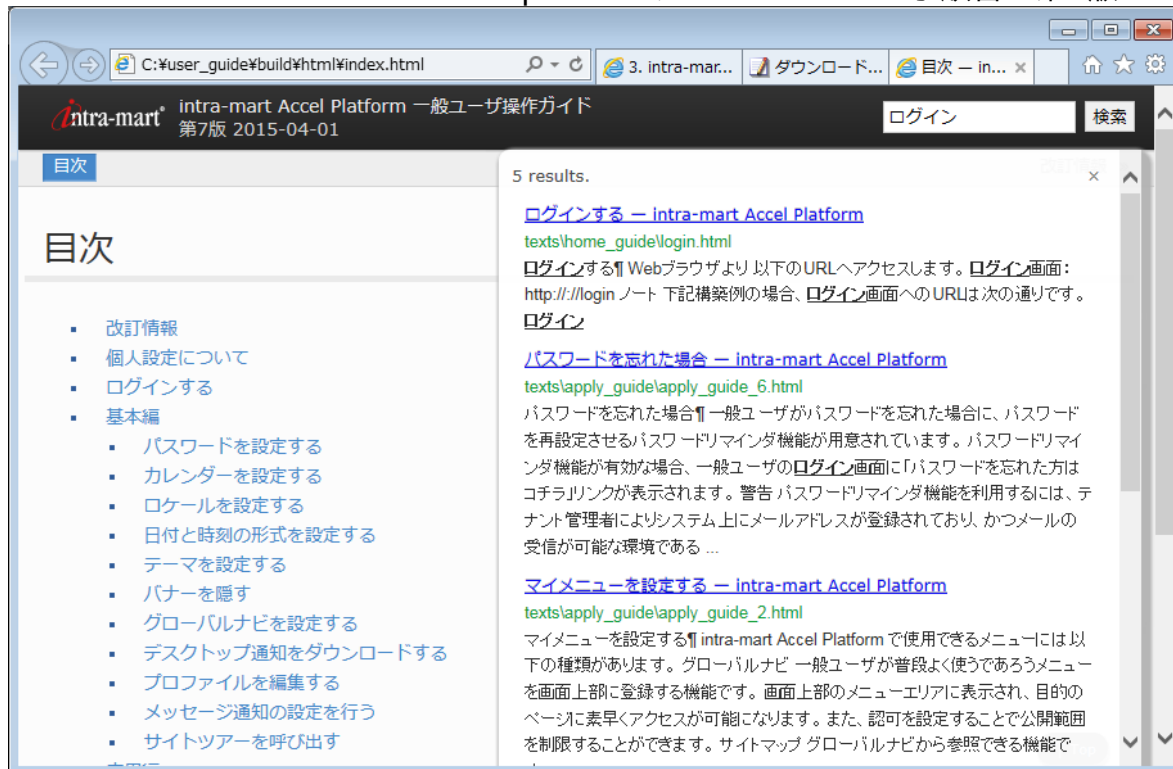 C:¥user_guide¥build¥html¥index.html
3. intra-mar...
ダウンロード...
目次 — in...
intra-mart
intra-mart Accel Platform 一般ユーザ操作ガイド
第7版 2015-04-01
ログイン
検索
目次
目次
改訂情報
個人設定について
ログインする
基本編
パスワードを設定する
カレンダーを設定する
ロケールを設定する
日付と時刻の形式を設定する
テーマを設定する
バナーを隠す
グローバルナビを設定する
デスクトップ通知をダウンロードする
プロファイルを編集する
メッセージ通知の設定を行う
サイトツアーを呼び出す
5 results.
ログインする — intra-mart Accel Platform
texts\home_guide\login.html
ログインする¶ Webブラウザより 以下のURLへアクセスします。 ログイン画面：
http://://login ノート 下記構築例の場合、ログイン画面への URLは 次の通りです。
ログイン
パスワードを忘れた場合 — intra-mart Accel Platform
texts\apply_guide\apply_guide_6.html
パスワードを忘れた場合¶ 一般ユーザがパスワードを忘れた場合に、パスワード
を再設定させるパスワードリマインダ機能が用意されています。パスワードリマイ
ンダ機能が有効な場合、一般ユーザのログイン画面に「パスワードを忘れた方は
コチラ」リンクが表示されます。 警告 パスワードリマインダ機能を利用するには、テ
ナント管理者によりシステム上にメールアドレスが登録されており、かつメールの
受信が可能な環境である ...
マイメニューを設定する — intra-mart Accel Platform
texts\apply_guide\apply_guide_2.html
マイメニューを設定する¶ intra-mart Accel Platform で使用できるメニューには 以
下の種類があります。 グローバルナビ 一般ユーザが普段よく使うであろうメニュー
を画面上部に登録する機能です。画面上部のメニューエリアに表示され、目的の
ページに素早くアクセスが可能になります。また、認可を設定することで公開範囲
を制限することができます。サイトマップ グローバルナビから参照できる機能で